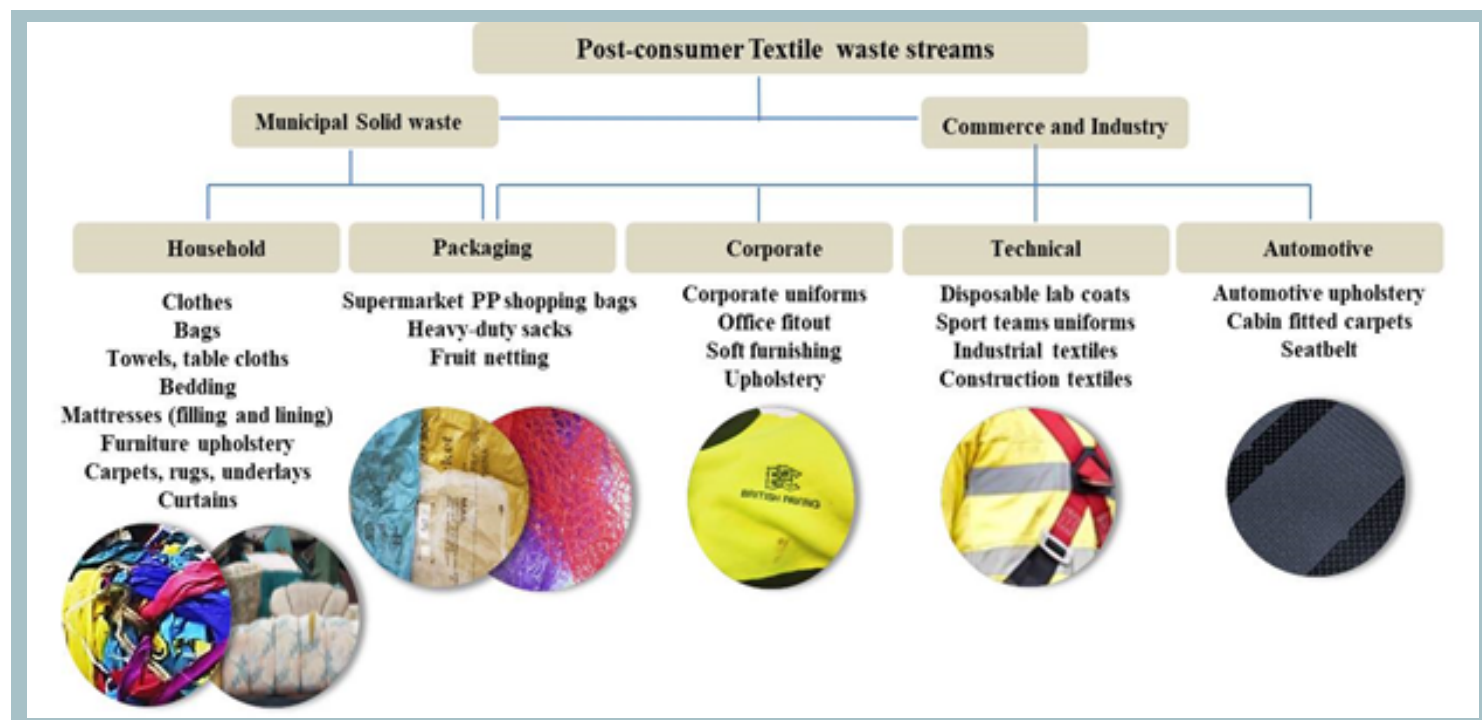 Post-consumer Textile waste streams
Municipal Solid waste
Commerce and Industry
Household
Packaging
Corporate
Technical
Automotive
Clothes
Bags
Towels, table cloths
Bedding
Mattresses (filling and lining)
Furniture upholstery
Carpets, rugs, underlays
Curtains
Supermarket PP shopping bags
Heavy-duty sacks
Fruit netting
Corporate uniforms
Office fitout
Soft furnishing
Upholstery
Disposable lab coats
Sport teams uniforms
Industrial textiles
Construction textiles
Automotive upholstery
Cabin fitted carpets
Seatbelt
BRITISH PAVING